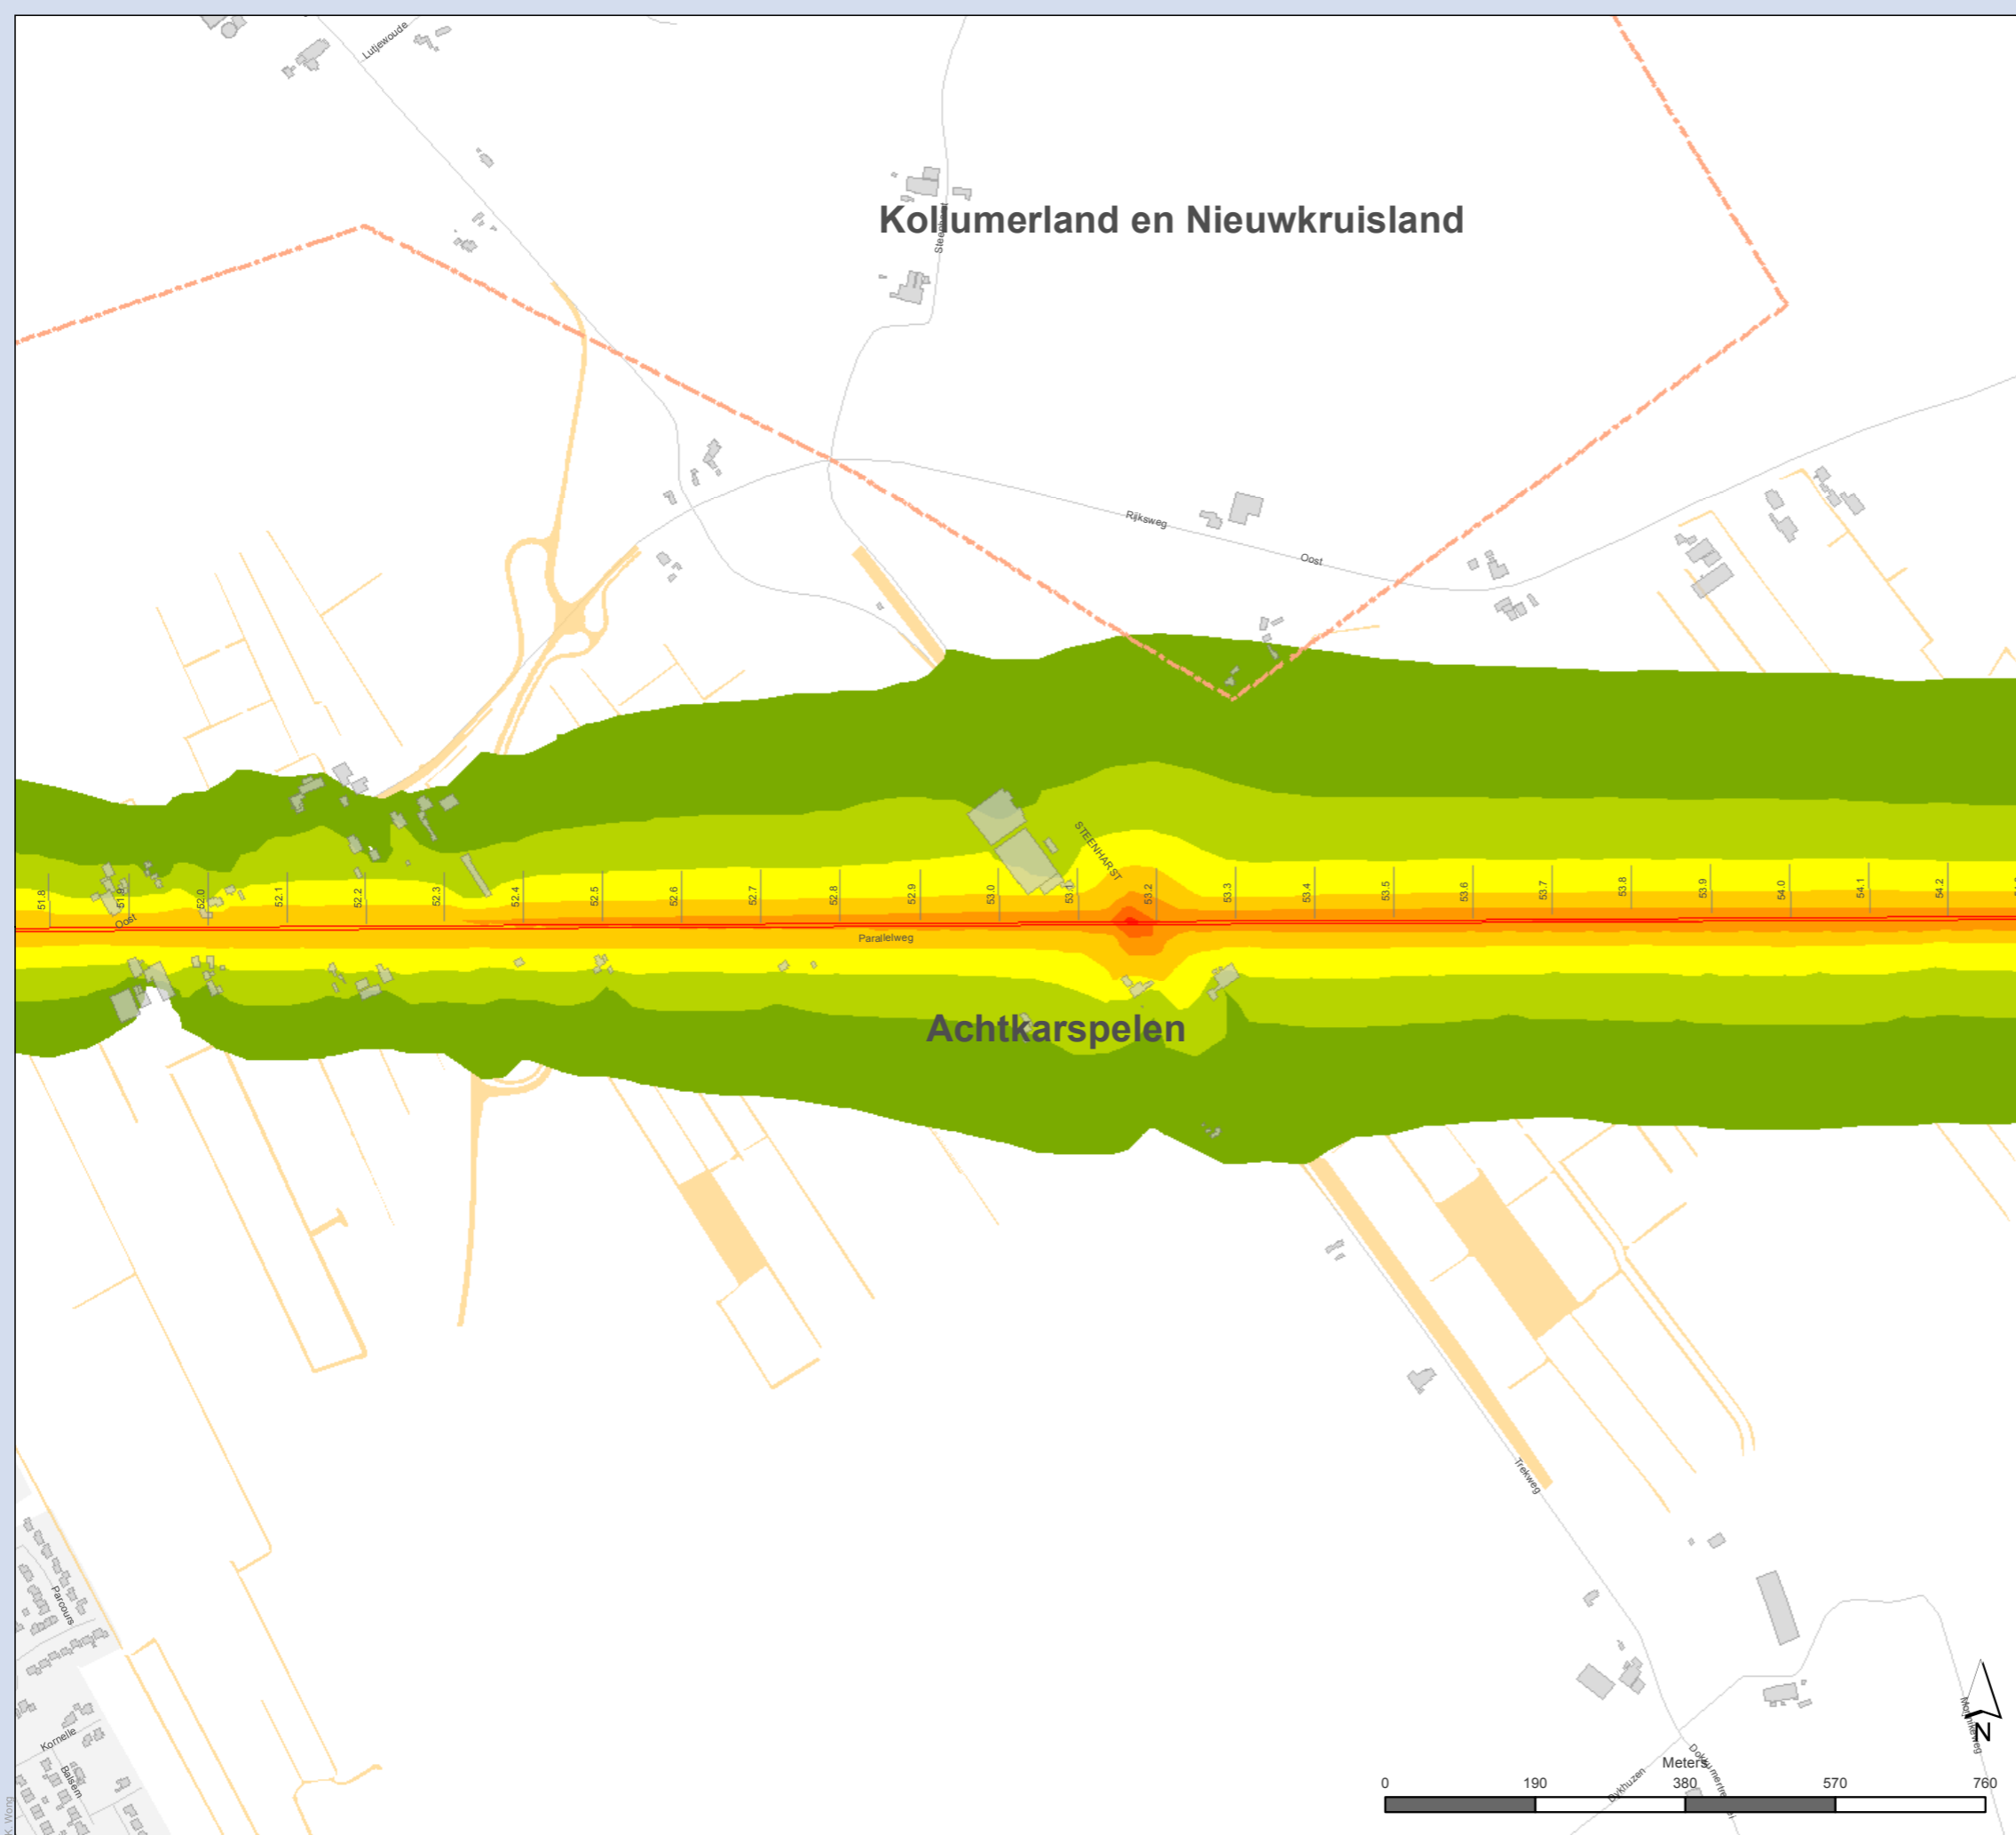 Lutjewoude
Kollumerland en Nieuwkruisland
Steenharst
Rijksweg
Oost
STEENHARST
51.8
51.9
52.0
52.1
52.2
52.3
52.4
52.5
52.6
52.7
52.8
52.9
53.0
53.1
53.2
53.3
53.4
53.5
53.6
53.7
53.8
53.9
54.0
54.1
54.2
Oost
Parallelweg
Achtkarspelen
Trekweg
Parcours
Kornelle
Balsem
N
Meters
0 190 380 570 760
K. Wong